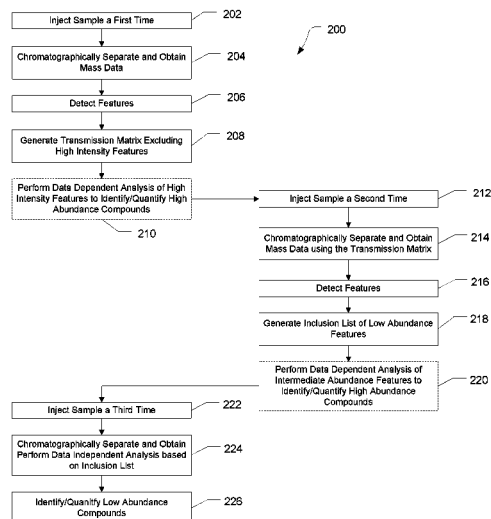 Inject Sample a First Time
202
200
Chromatographically Separate and Obtain
Mass Data
204
Detect Features
206
Generate Transmission Matrix Excluding
High Intensity Features
208
Perform Data Dependent Analysis of High
Intensity Features to Identify/Quantify High
Abundance Compounds
210
Inject Sample a Second Time
212
Chromatographically Separate and Obtain
Mass Data using the Transmission Matrix
214
Detect Features
216
Generate Inclusion List of Low Abundance
Features
218
Perform Data Dependent Analysis of
Intermediate Abundance Features to
Identify/Quantify High Abundance
Compounds
220
Inject Sample a Third Time
222
Chromatographically Separate and Obtain
Perform Data Independent Analysis based
on Inclusion List
224
Identify/Quanitfy Low Abundance
Compounds
226